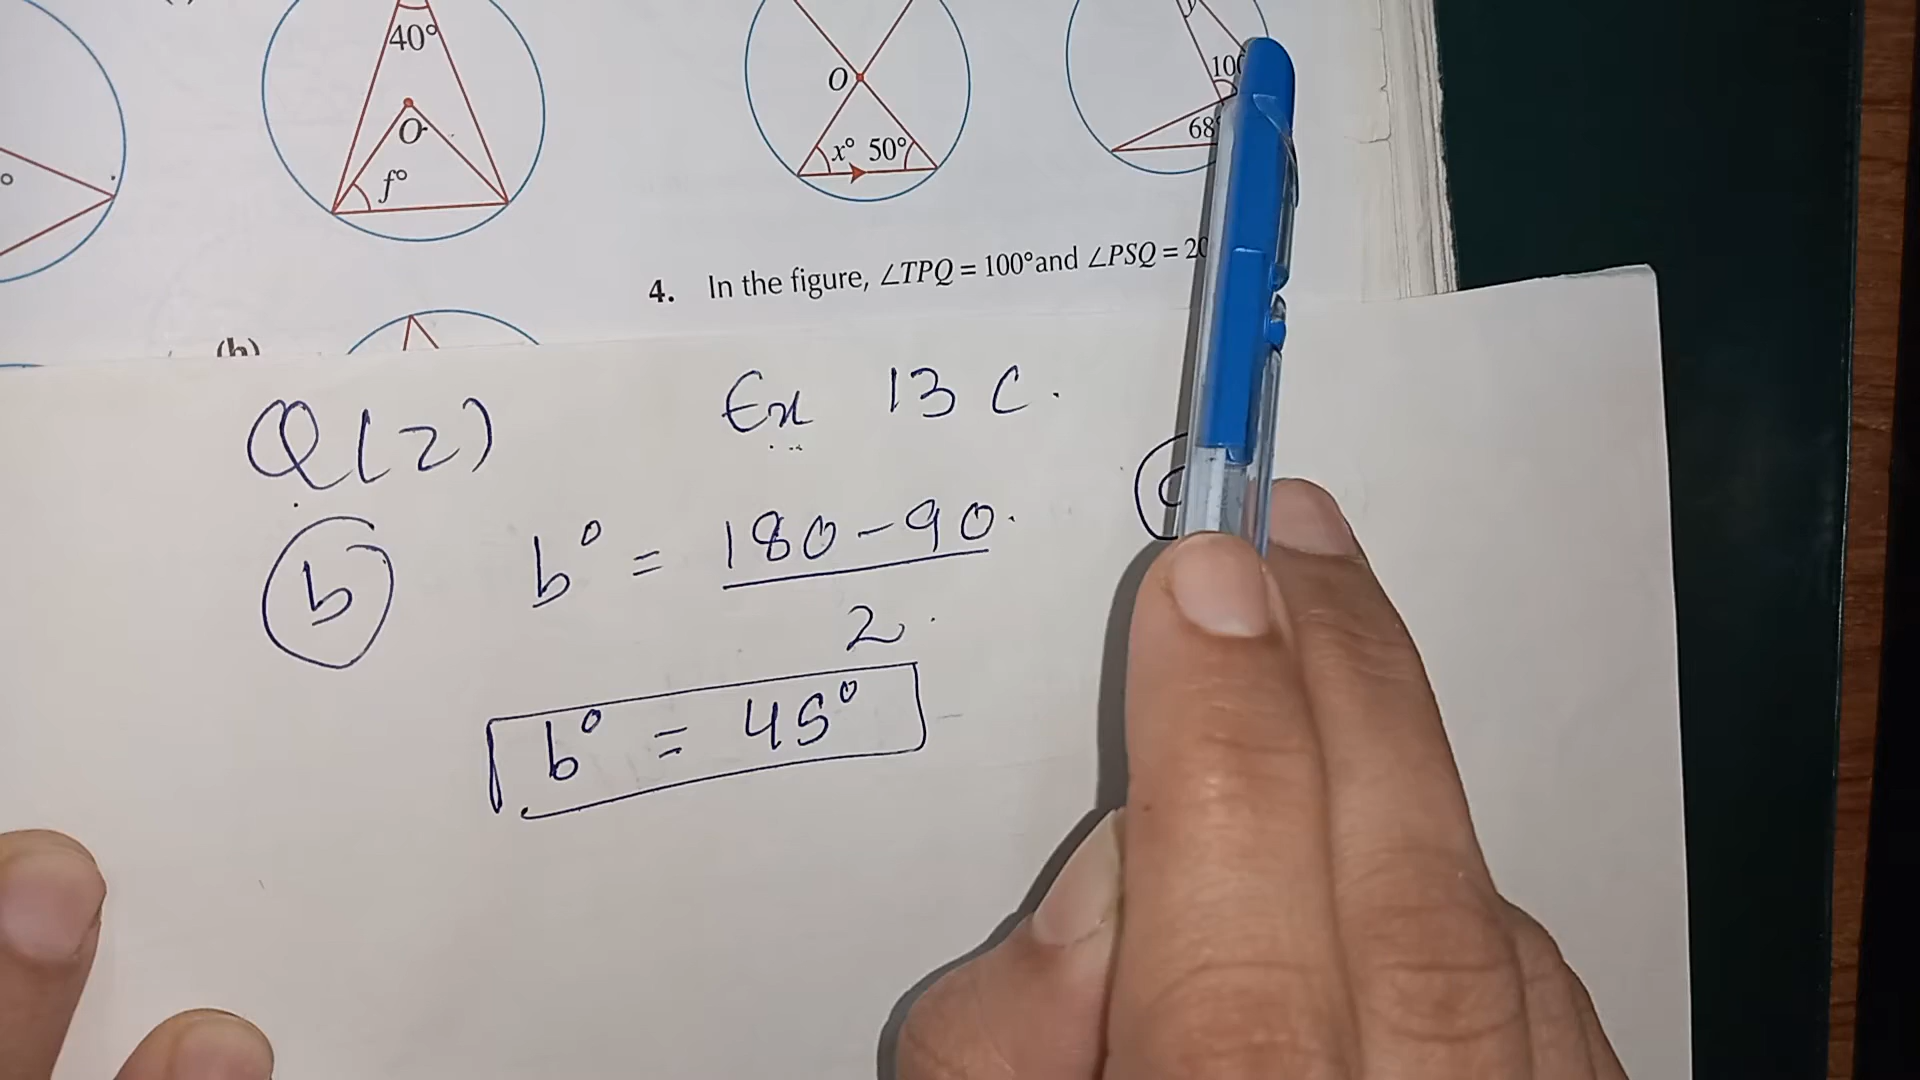 40°
O
f°
O
x° 50°
68
4. In the figure, ∠TPQ = 100° and ∠PSQ = 20
(h)
Q(2)
Ex 13 C.
b
b° = 180 - 90
2
b° = 45°